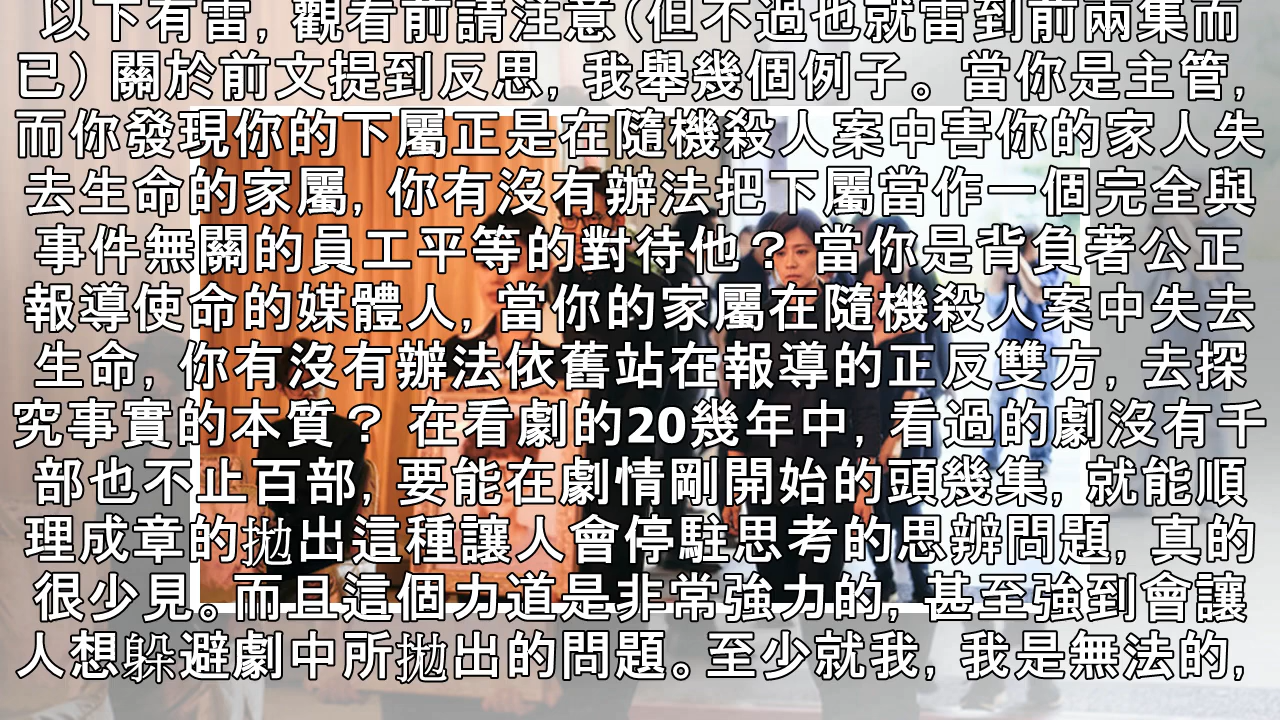 以下有雷, 觀看前請注意(但不過也就雷到前兩集而
已) 關於前文提到反思, 我舉幾個例子。當你是主管,
而你發現你的下屬正是在隨機殺人案中害你的家人失
去生命的家屬, 你有沒有辦法把下屬當作一個完全與
事件無關的員工平等的對待他？ 當你是背負著公正
報導使命的媒體人, 當你的家屬在隨機殺人案中失去
生命, 你有沒有辦法依舊站在報導的正反雙方, 去探
究事實的本質？ 在看劇的20幾年中, 看過的劇沒有千
部也不止百部, 要能在劇情剛開始的頭幾集, 就能順
理成章的拋出這種讓人會停駐思考的思辨問題, 真的
很少見。而且這個力道是非常強力的, 甚至強到會讓
人想躲避劇中所拋出的問題。至少就我, 我是無法的,